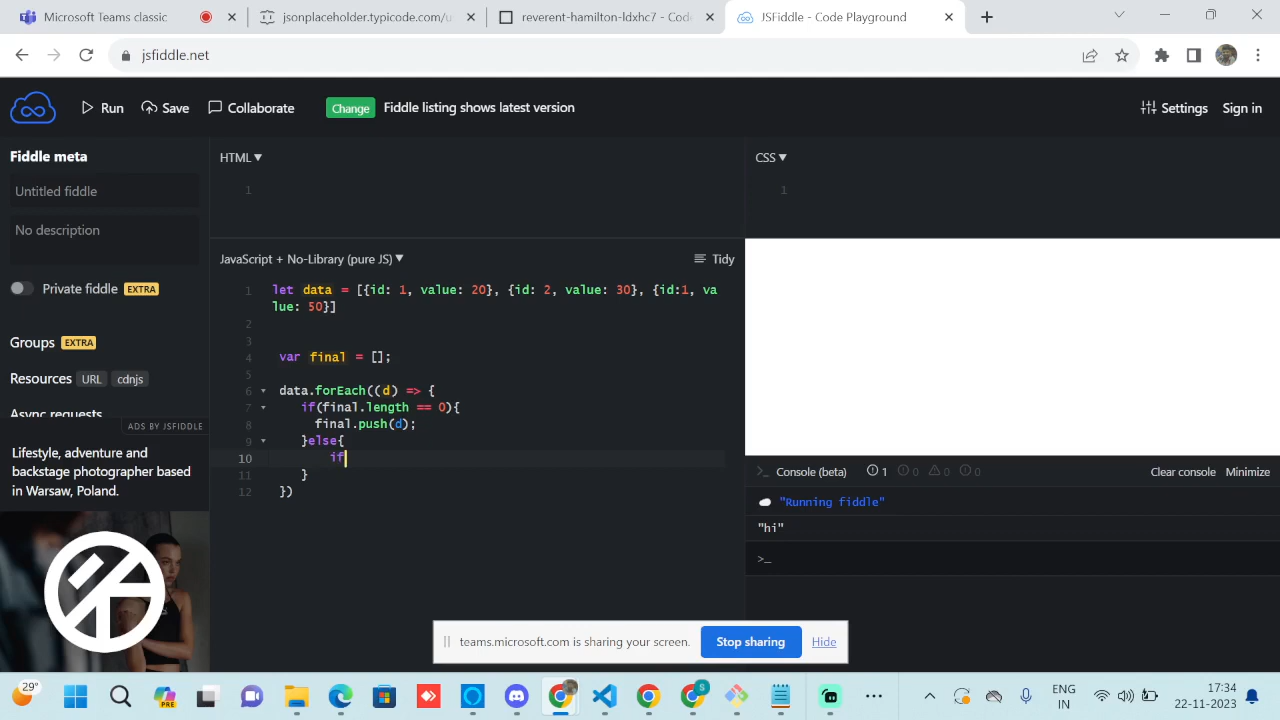 Microsoft Teams classic
jsonplaceholder.typicode.com/u
reverent-hamilton-ldxhc7 - Cod
JSFiddle - Code Playground
jsfiddle.net
Run
Save
Collaborate
Change
Fiddle listing shows latest version
Settings
Sign in
Fiddle meta
Untitled fiddle
No description
Private fiddle EXTRA
Groups EXTRA
Resources URL cdnjs
Async requests
ADS BY JSFIDDLE
Lifestyle, adventure and
backstage photographer based
in Warsaw, Poland.
HTML
1
CSS
1
JavaScript + No-Library (pure JS)
Tidy
1 let data = [{id: 1, value: 20}, {id: 2, value: 30}, {id:1, va
lue: 50}]
2
3
4 var final = [];
5
6 data.forEach((d) => {
7 if(final.length == 0){
8 final.push(d);
9 }else{
10 if
11 }
12 })
>_ Console (beta) 1 0 0 0
Clear console Minimize
"Running fiddle"
"hi"
>_
teams.microsoft.com is sharing your screen.
Stop sharing
Hide
29°
PRE
S
ENG
IN
17:34
22-11-2023